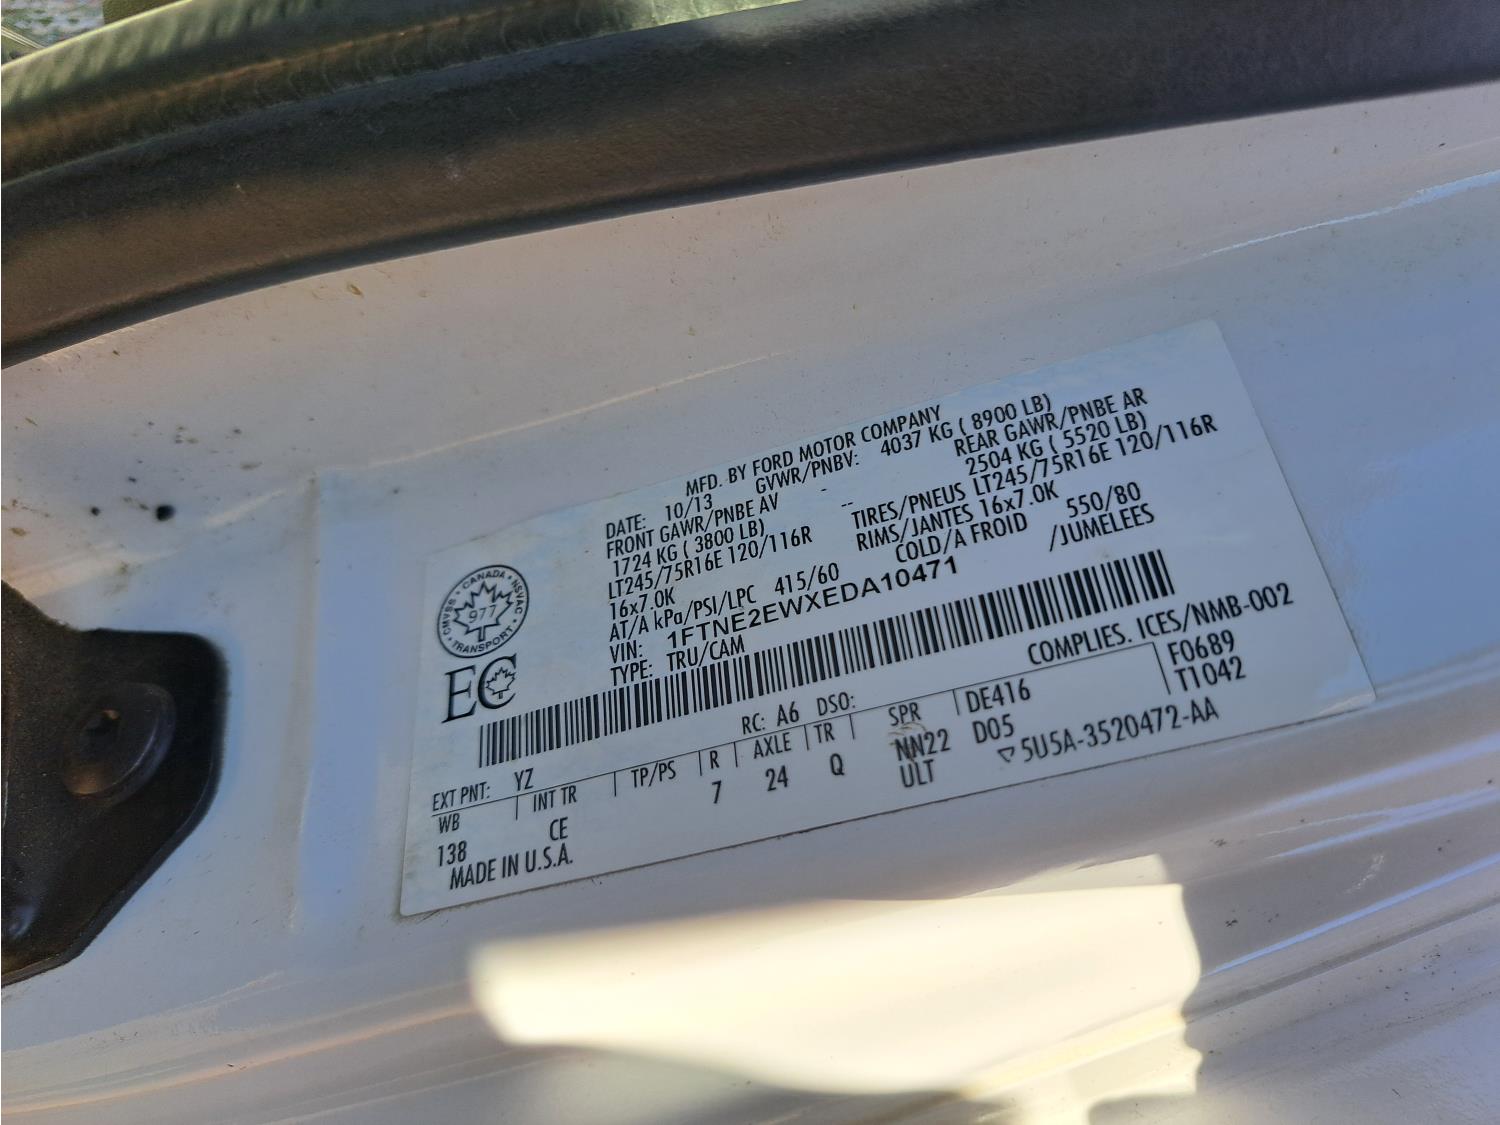 MFD. BY FORD MOTOR COMPANY
DATE: 10/13 GVWR/PNBV: 4037 KG ( 8900 LB)
FRONT GAWR/PNBE AV REAR GAWR/PNBE AR
1724 KG ( 3800 LB) 2504 KG ( 5520 LB)
LT245/75R16E 120/116R TIRES/PNEUS LT245/75R16E 120/116R
16x7.0K RIMS/JANTES 16x7.0K
AT/A kPa/PSI/LPC 415/60 COLD/A FROID 550/80
VIN: 1FTNE2EWXEDA10471 /JUMELEES
TYPE: TRU/CAM
CANADA
CMVSS NSVAC
977
TRANSPORT
EC
COMPLIES. ICES/NMB-002
RC: A6 DSO:
F0689
T1042
EXT PNT: YZ
WB INT TR TP/PS R AXLE TR SPR DE416
138 CE 7 24 Q NN22 D05
ULT
MADE IN U.S.A.
5U5A-3520472-AA